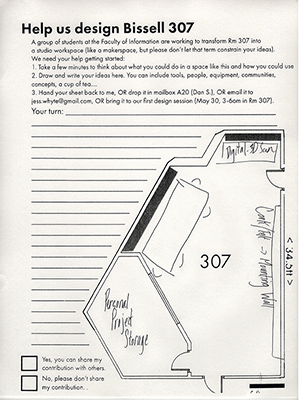 Help us design Bissell 307
A group of students at the Faculty of Information are working to transform Rm 307 into
a studio workspace (like a makerspace, but please don't let that term constrain your ideas).
We need your help getting started:
1. Take a few minutes to think about what you could do in a space like this and how you could use
2. Draw and write your ideas here. You can include tools, people, equipment, communities,
concepts, a cup of tea....
3. Hand your sheet back to me, OR drop it in mailbox A20 (Dan S.), OR email it to
jess.whyte@gmail.com, OR bring it to our first design session (May 30, 3-6pm in Rm 307).
Your turn:
Digital 3D Scan
307
< 34.5ft >
Wall
Personal
Project
Storage
Yes, you can share my
contribution with others.
No, please don't share
my contribution. .